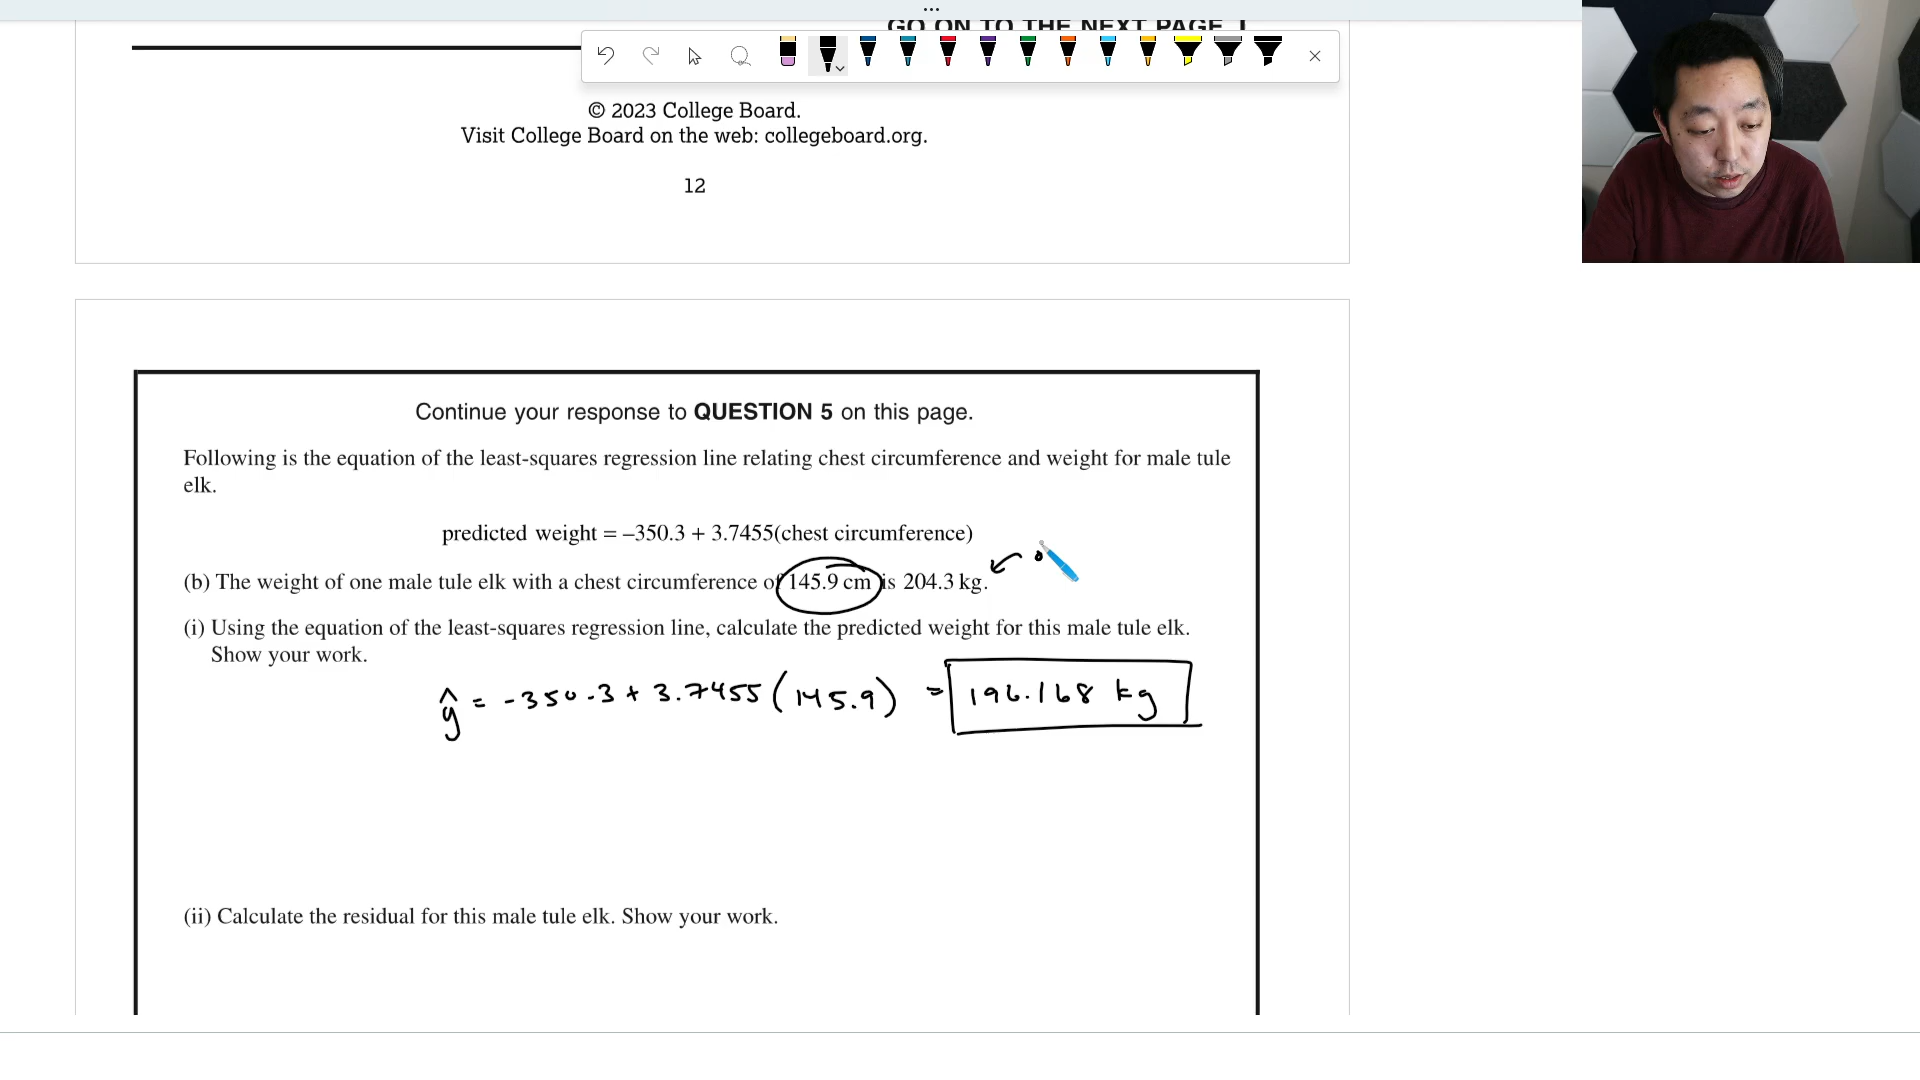 ...
GO ON TO THE NEXT PAGE.
© 2023 College Board.
Visit College Board on the web: collegeboard.org.
12
Continue your response to QUESTION 5 on this page.
Following is the equation of the least-squares regression line relating chest circumference and weight for male tule
elk.
predicted weight = –350.3 + 3.7455(chest circumference)
(b) The weight of one male tule elk with a chest circumference of 145.9 cm is 204.3 kg.
(i) Using the equation of the least-squares regression line, calculate the predicted weight for this male tule elk.
Show your work.
ŷ = -350.3 + 3.7455 (145.9) = 196.168 kg
(ii) Calculate the residual for this male tule elk. Show your work.